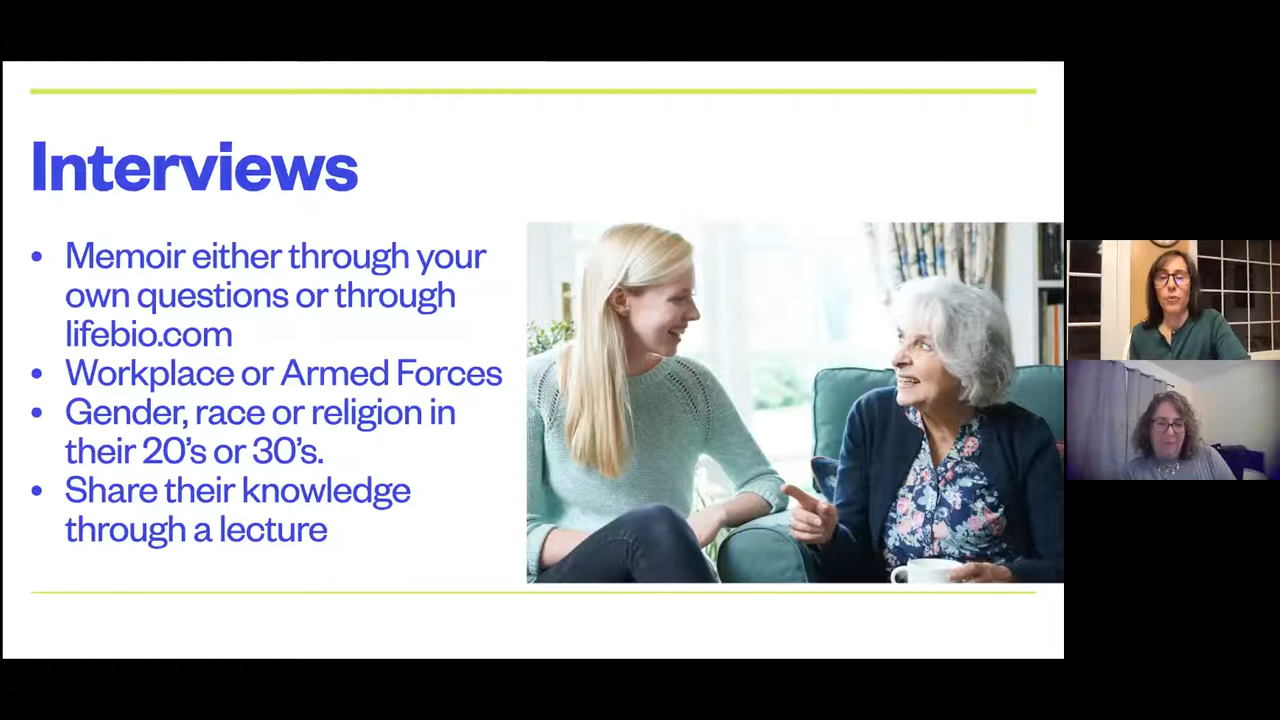 Interviews
• Memoir either through your
own questions or through
lifebio.com
• Workplace or Armed Forces
• Gender, race or religion in
their 20's or 30's.
• Share their knowledge
through a lecture